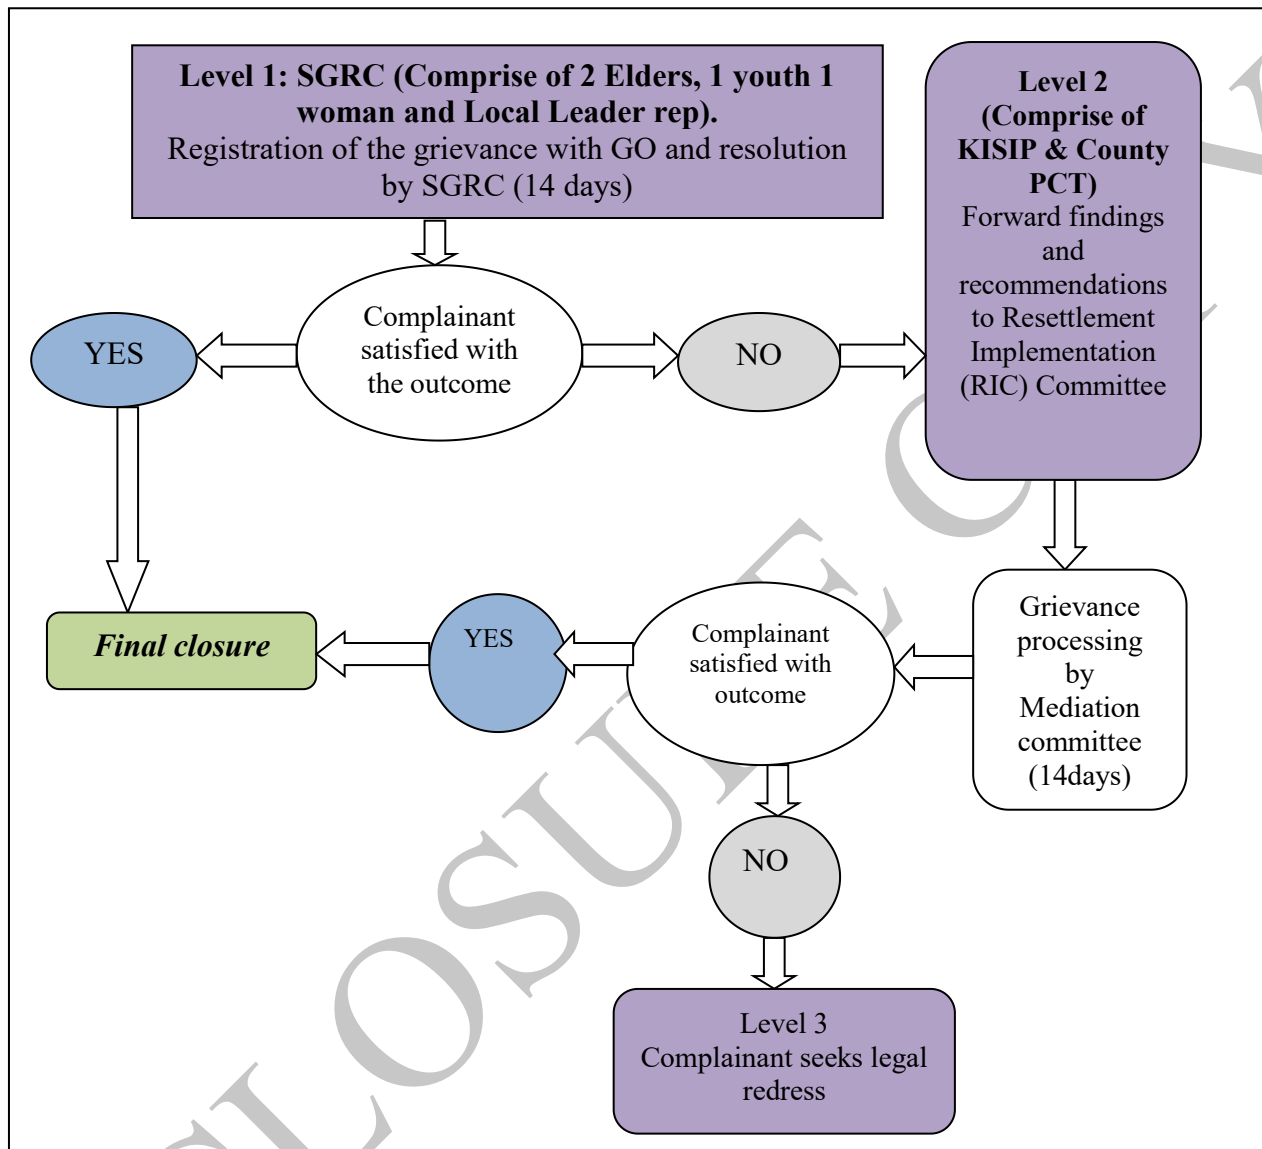 Level 1: SGRC (Comprise of 2 Elders, 1 youth 1
woman and Local Leader rep).
Registration of the grievance with GO and resolution
by SGRC (14 days)
Level 2
(Comprise of
KISIP & County
PCT)
Forward findings
and
recommendations
to Resettlement
Implementation
(RIC) Committee
Complainant
satisfied with
the outcome
YES
NO
Final closure
YES
Complainant
satisfied with
outcome
Grievance
processing
by
Mediation
committee
(14days)
NO
Level 3
Complainant seeks legal
redress